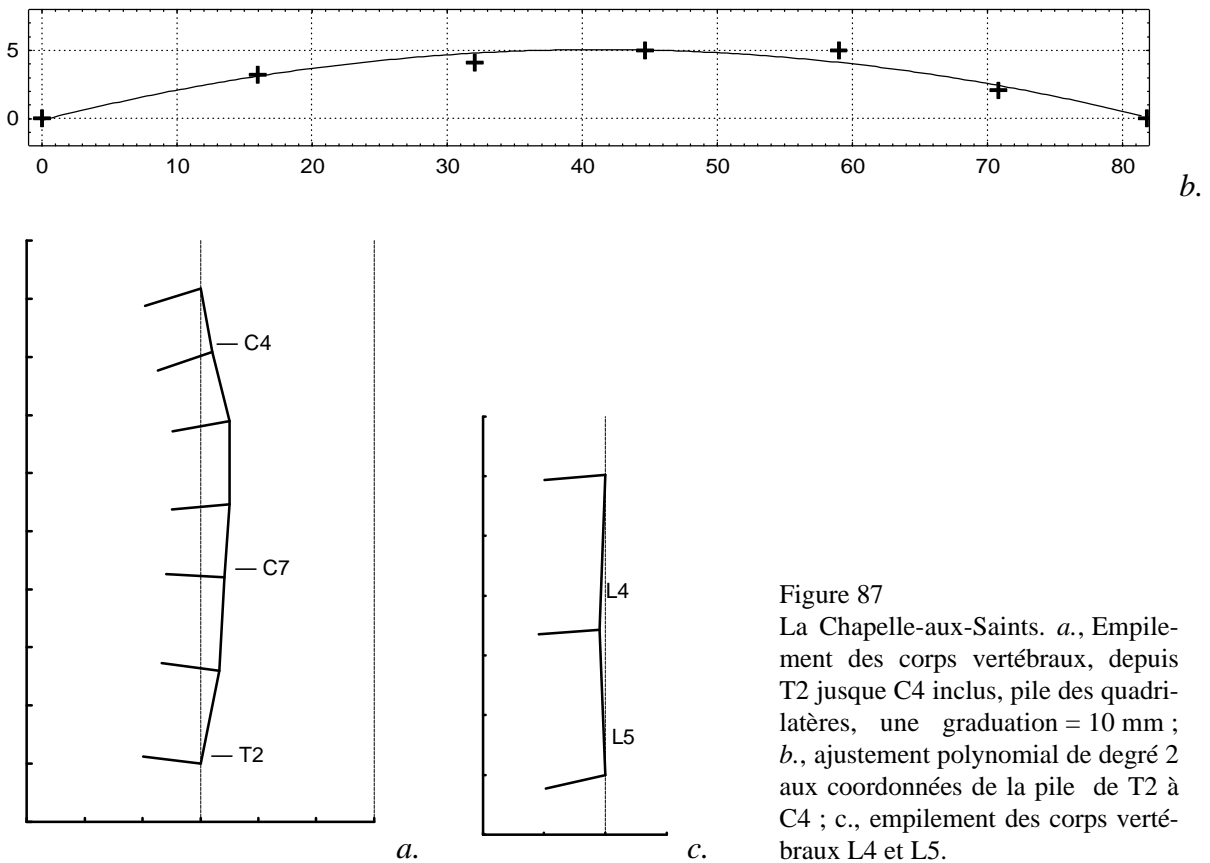 5
0
0 10 20 30 40 50 60 70 80
b.
C4
C7
T2
a.
L4
L5
c.
Figure 87
La Chapelle-aux-Saints. a., Empile-
ment des corps vertébraux, depuis
T2 jusque C4 inclus, pile des quadri-
latères, une graduation = 10 mm ;
b., ajustement polynomial de degré 2
aux coordonnées de la pile de T2 à
C4 ; c., empilement des corps verté-
braux L4 et L5.